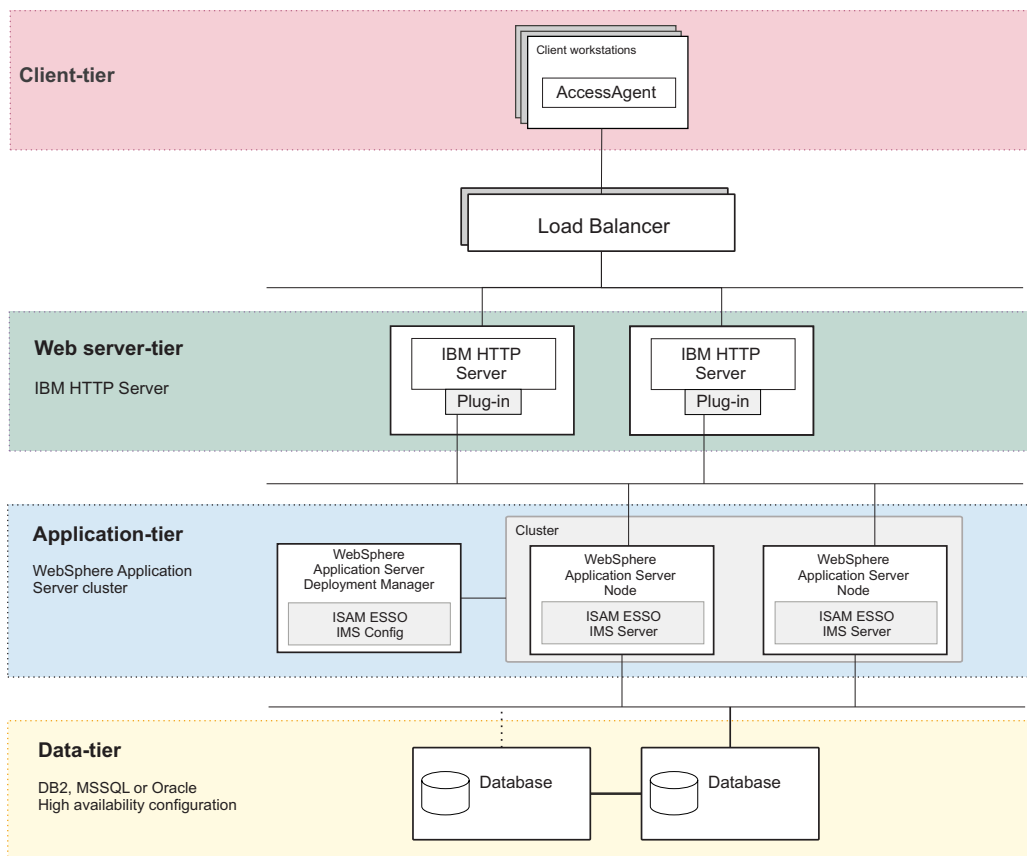 Client-tier
Client workstations
AccessAgent
Load Balancer
Web server-tier
IBM HTTP Server
IBM HTTP
Server
Plug-in
IBM HTTP
Server
Plug-in
Application-tier
WebSphere Application
Server cluster
WebSphere
Application Server
Deployment Manager
ISAM ESSO
IMS Config
Cluster
WebSphere
Application Server
Node
ISAM ESSO
IMS Server
WebSphere
Application Server
Node
ISAM ESSO
IMS Server
Data-tier
DB2, MSSQL or Oracle
High availability configuration
Database
Database